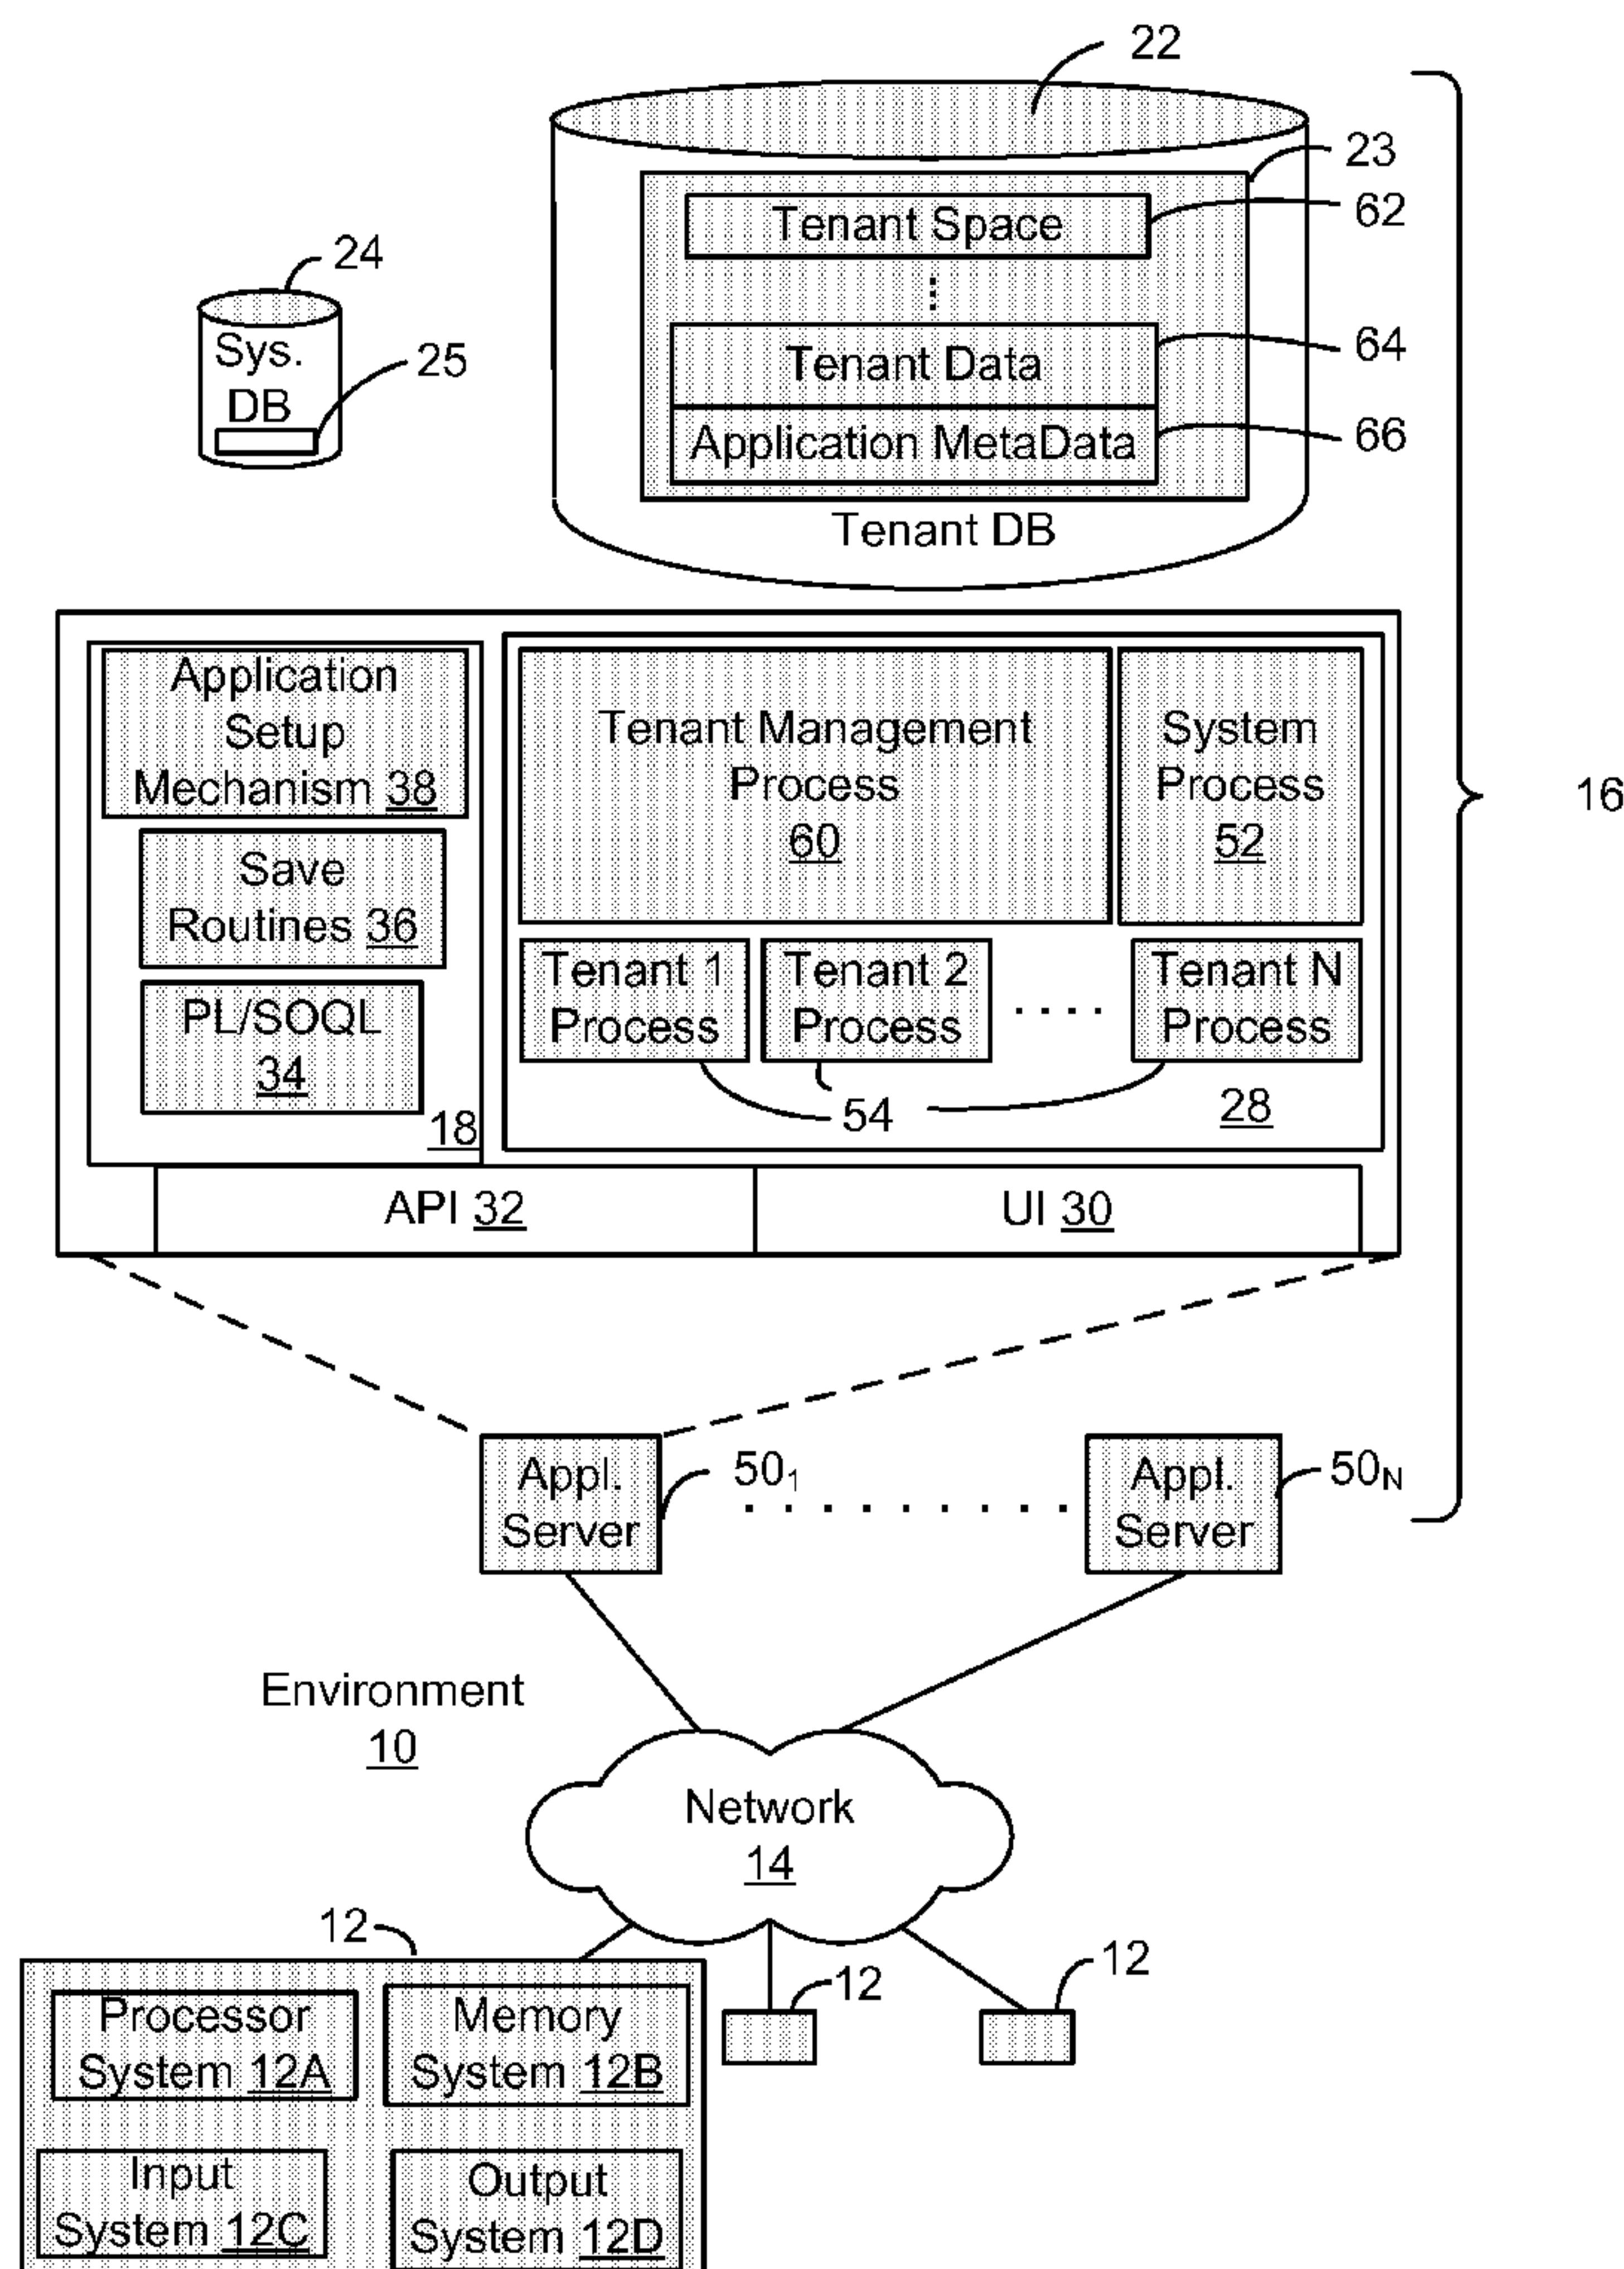 22
23
Tenant Space
62
24
Sys.
DB
25
Tenant Data
64
Application MetaData
66
Tenant DB
Application
Setup
Mechanism 38
Tenant Management
Process
60
System
Process
52
16
Save
Routines 36
PL/SOQL
34
18
Tenant 1
Process
Tenant 2
Process
Tenant N
Process
54
28
API 32
UI 30
Appl.
Server
50₁
Appl.
Server
50N
Environment
10
Network
14
12
12
12
Processor
System 12A
Memory
System 12B
Input
System 12C
Output
System 12D